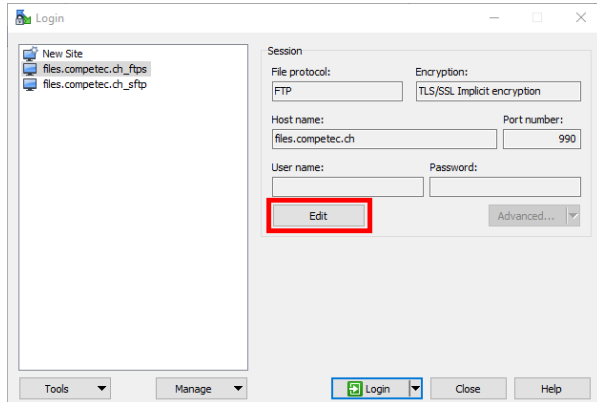 Login
New Site
files.competec.ch_ftps
files.competec.ch_sftp
Session
File protocol: Encryption:
FTP TLS/SSL Implicit encryption
Host name: Port number:
files.competec.ch 990
User name: Password:
Edit Advanced...
Tools Manage Login Close Help